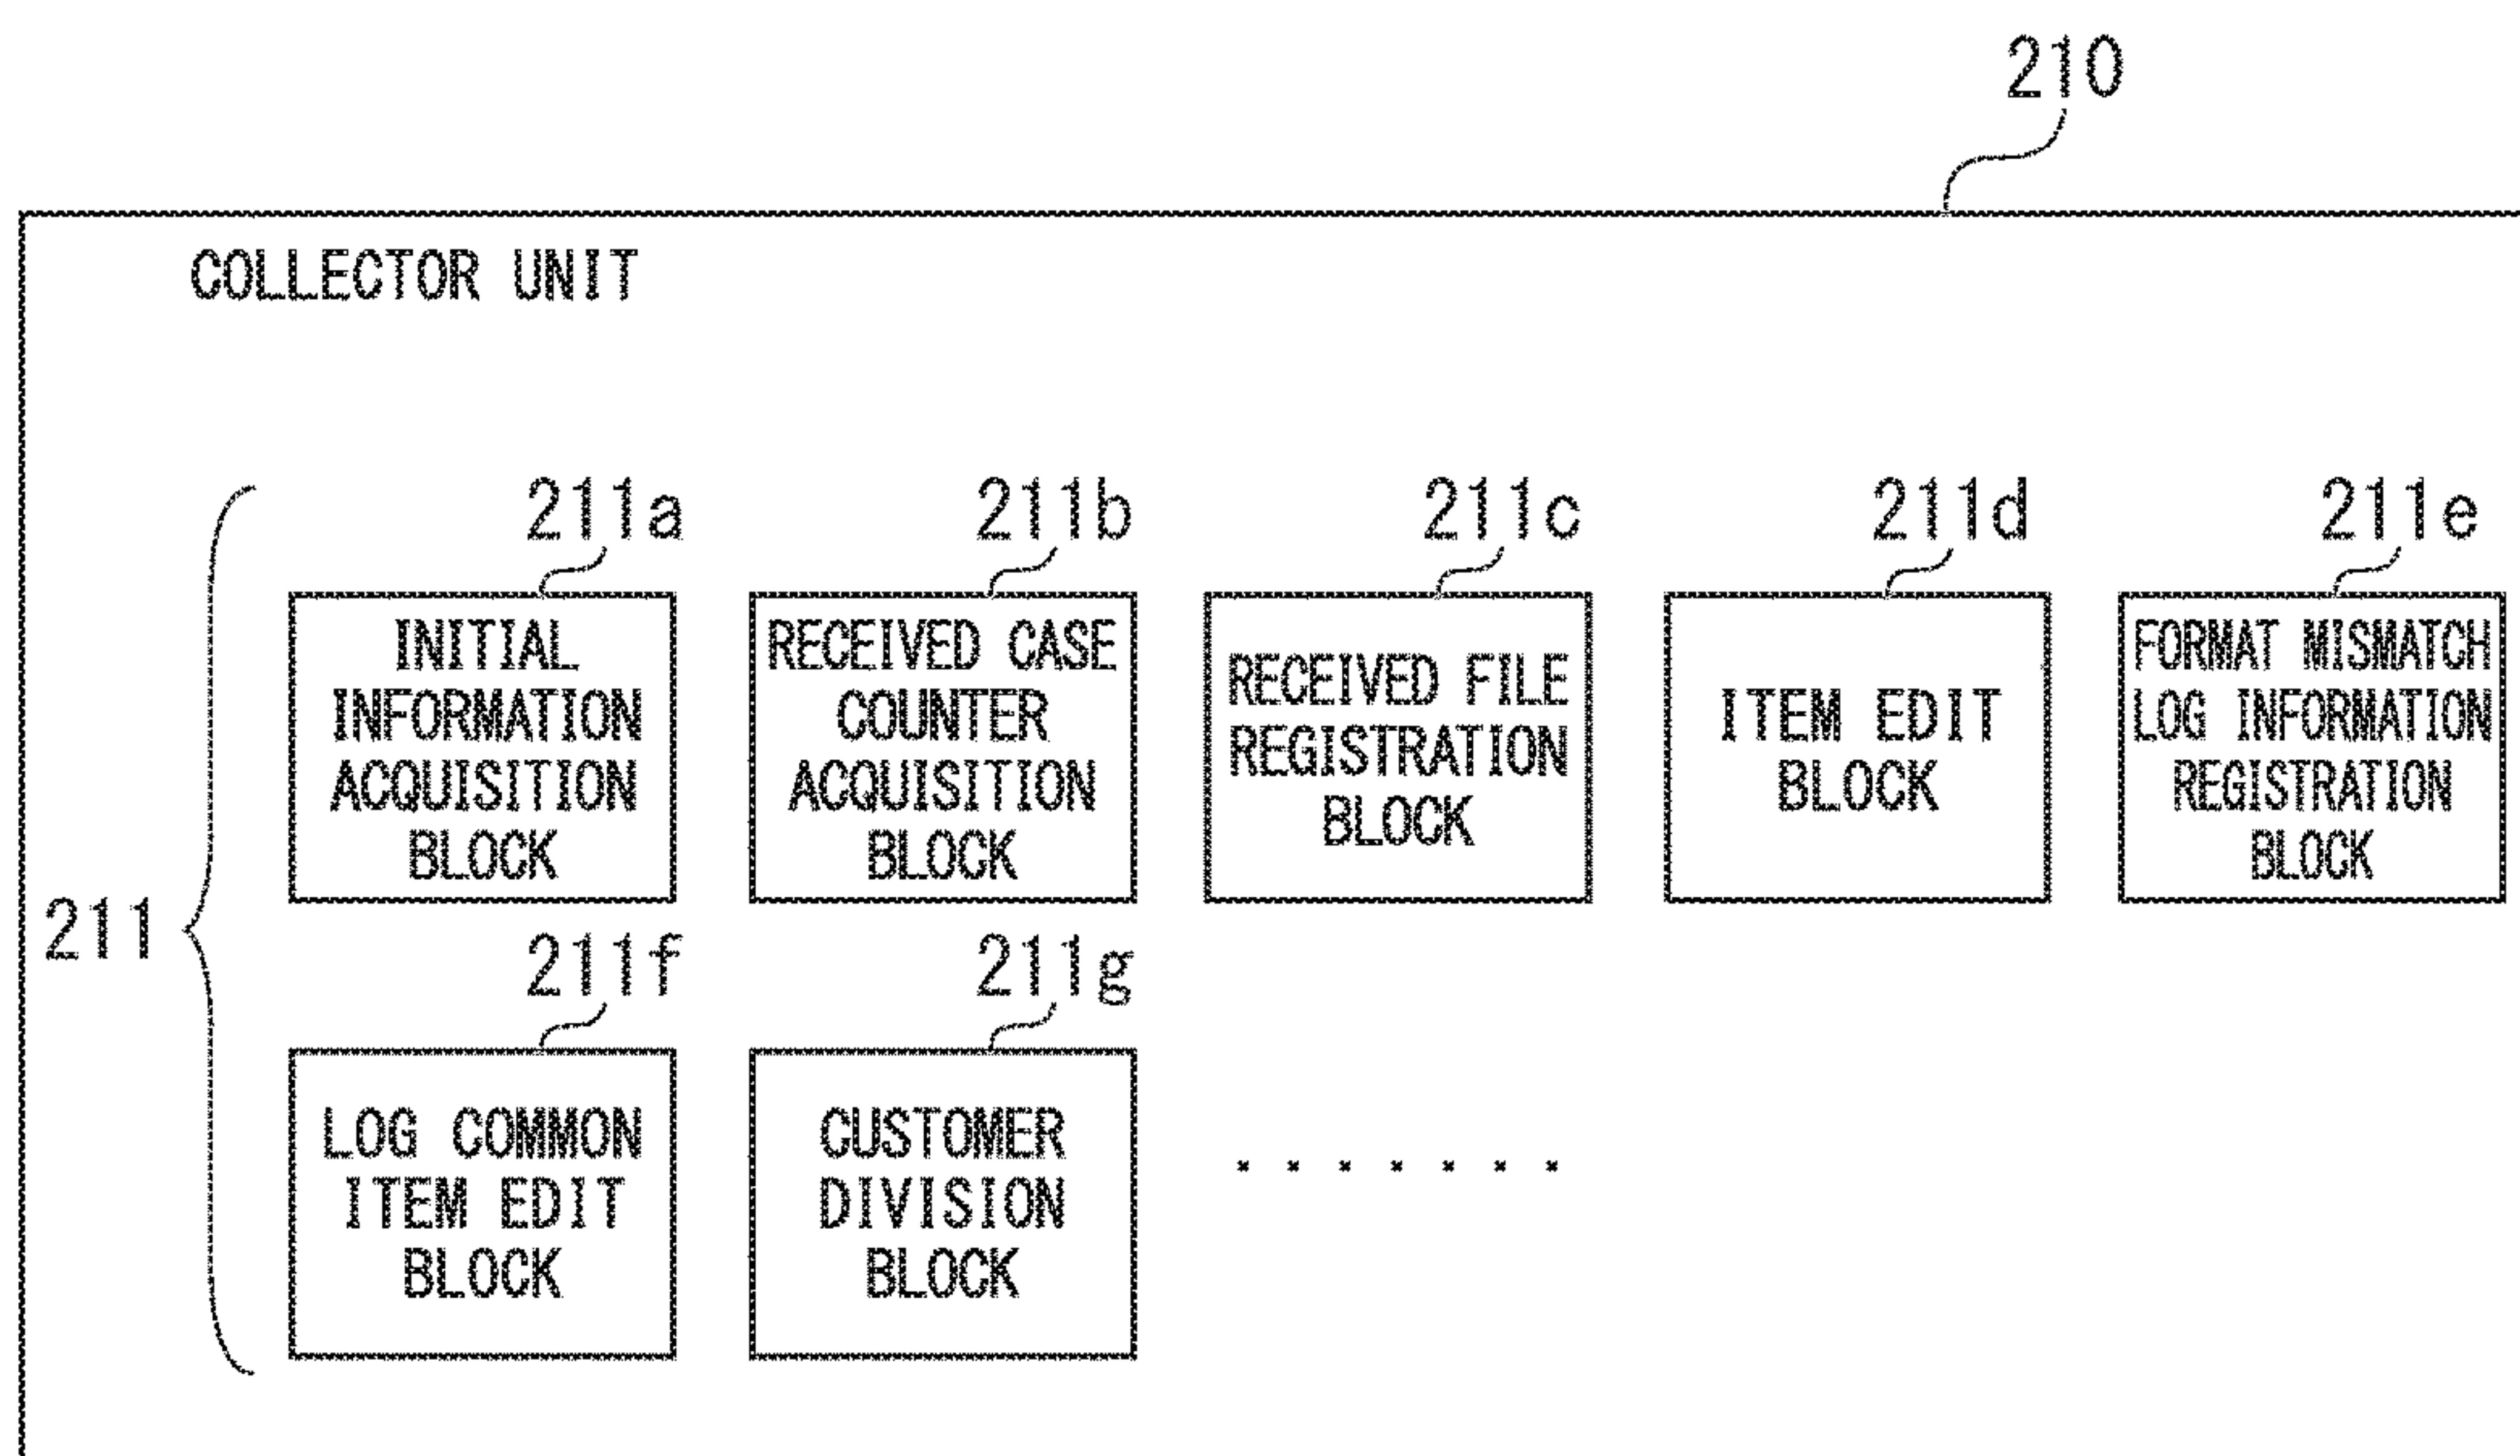 210
COLLECTOR UNIT
211
211a
INITIAL
INFORMATION
ACQUISITION
BLOCK
211b
RECEIVED CASE
COUNTER
ACQUISITION
BLOCK
211c
RECEIVED FILE
REGISTRATION
BLOCK
211d
ITEM EDIT
BLOCK
211e
FORMAT MISMATCH
LOG INFORMATION
REGISTRATION
BLOCK
211f
LOG COMMON
ITEM EDIT
BLOCK
211g
CUSTOMER
DIVISION
BLOCK
.......